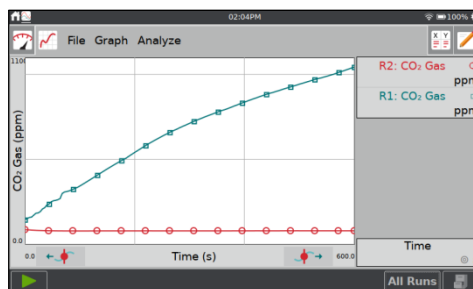 02:04PM 100%
File Graph Analyze
X Y
1100
CO₂ Gas (ppm)
0.0
0.0
Time (s)
600.0
R2: CO₂ Gas
ppm
R1: CO₂ Gas
ppm
Time
All Runs